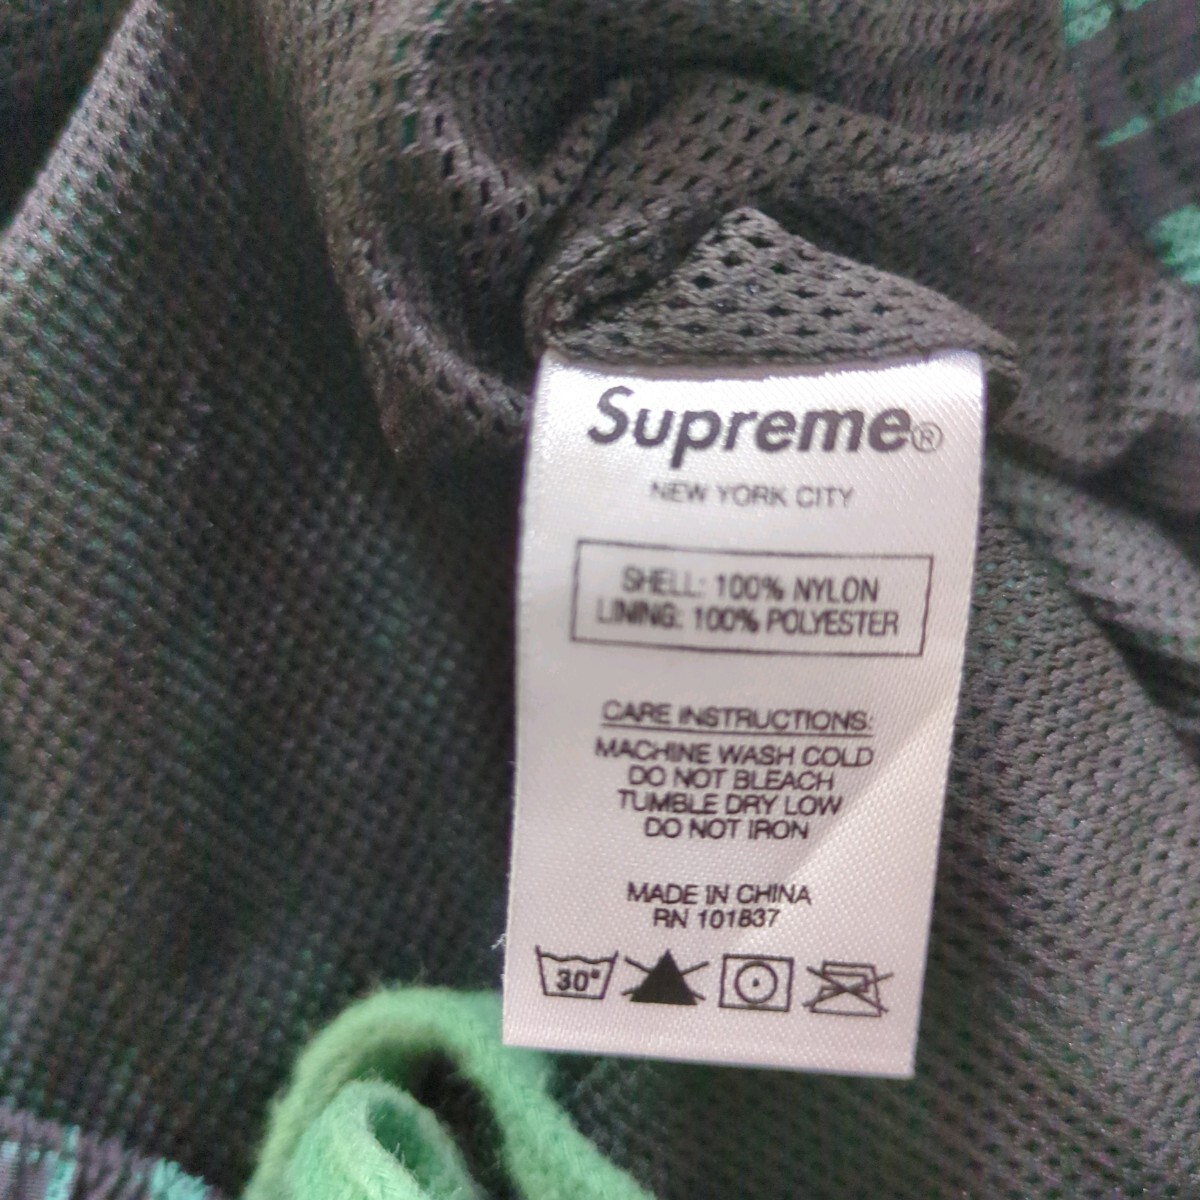 Supreme®
NEW YORK CITY
SHELL: 100% NYLON
LINING: 100% POLYESTER
CARE INSTRUCTIONS:
MACHINE WASH COLD
DO NOT BLEACH
TUMBLE DRY LOW
DO NOT IRON
MADE IN CHINA
RN 101837
30°